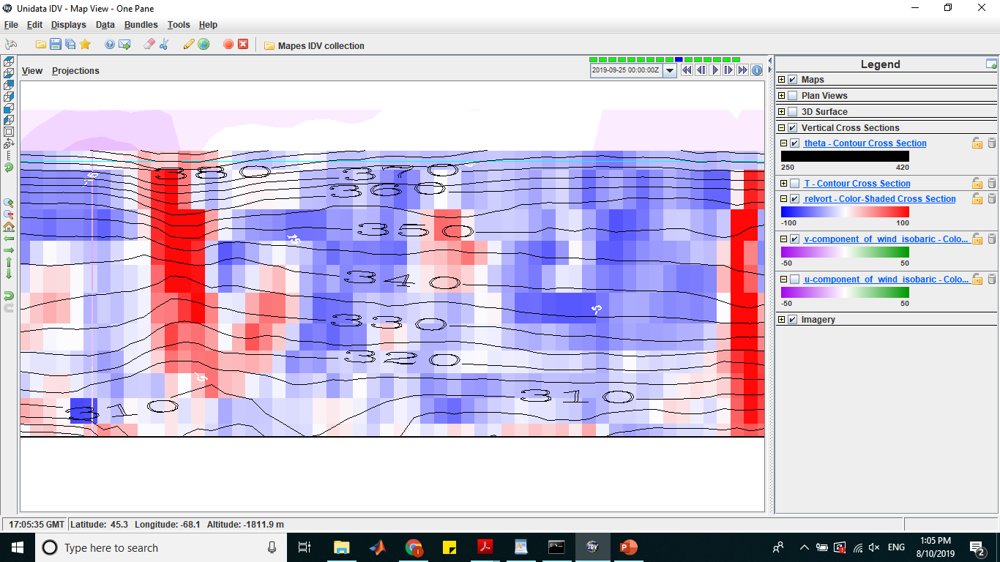 Unidata IDV - Map View - One Pane
File Edit Displays Data Bundles Tools Help
Mapes IDV collection
View Projections
2019-09-25 00:00:00Z
Legend
Maps
Plan Views
3D Surface
Vertical Cross Sections
theta - Contour Cross Section
250 420
T - Contour Cross Section
relvort - Color-Shaded Cross Section
-100 100
v-component_of_wind_isobaric - Colo...
-50 50
u-component_of_wind_isobaric - Colo...
-50 50
Imagery
380 370
360
350
340
330
320
310
310
15
-5
17:05:35 GMT Latitude: 45.3 Longitude: -68.1 Altitude: -1811.9 m
Type here to search
IDV
ENG
1:05 PM
8/10/2019
2